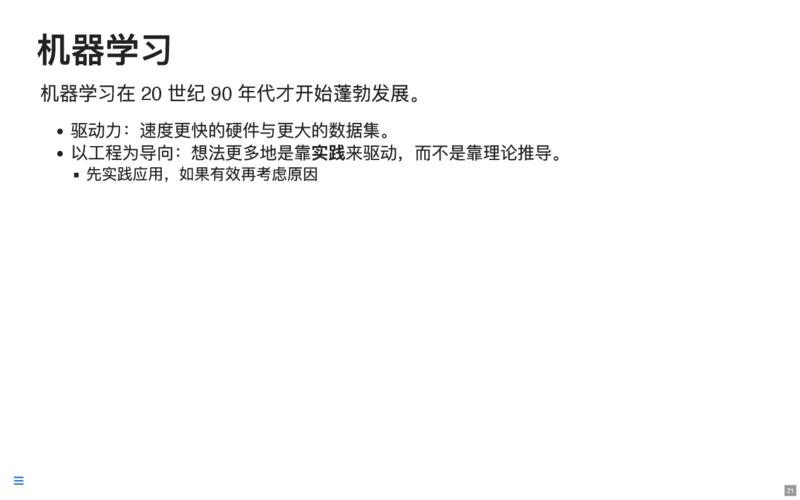 机器学习
机器学习在 20 世纪 90 年代才开始蓬勃发展。
• 驱动力：速度更快的硬件与更大的数据集。
• 以工程为导向：想法更多地是靠实践来驱动，而不是靠理论推导。
▪ 先实践应用，如果有效再考虑原因
21